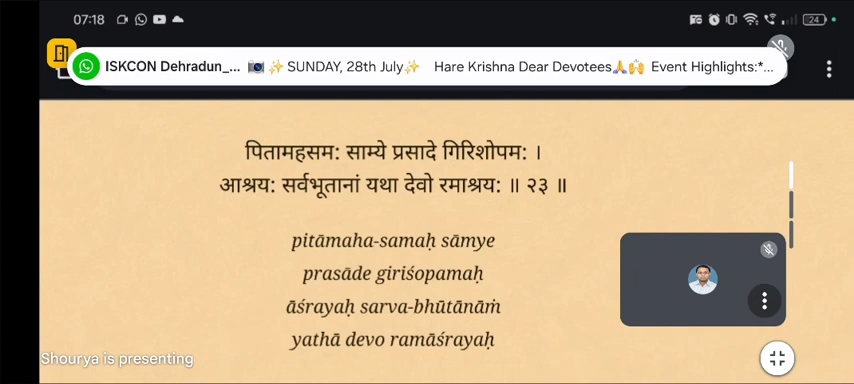 07:18
24
ISKCON Dehradun_... 📷 ✨ SUNDAY, 28th July✨ Hare Krishna Dear Devotees🙏 🙌 Event Highlights:*...
पितामहसम: साम्ये प्रसादे गिरिशोपम: ।
आश्रय: सर्वभूतानां यथा देवो रमाश्रय: ॥ २३ ॥
pitāmaha-samaḥ sāmye
prasāde giriśopamaḥ
āśrayaḥ sarva-bhūtānāṁ
yathā devo ramāśrayaḥ
Shourya is presenting